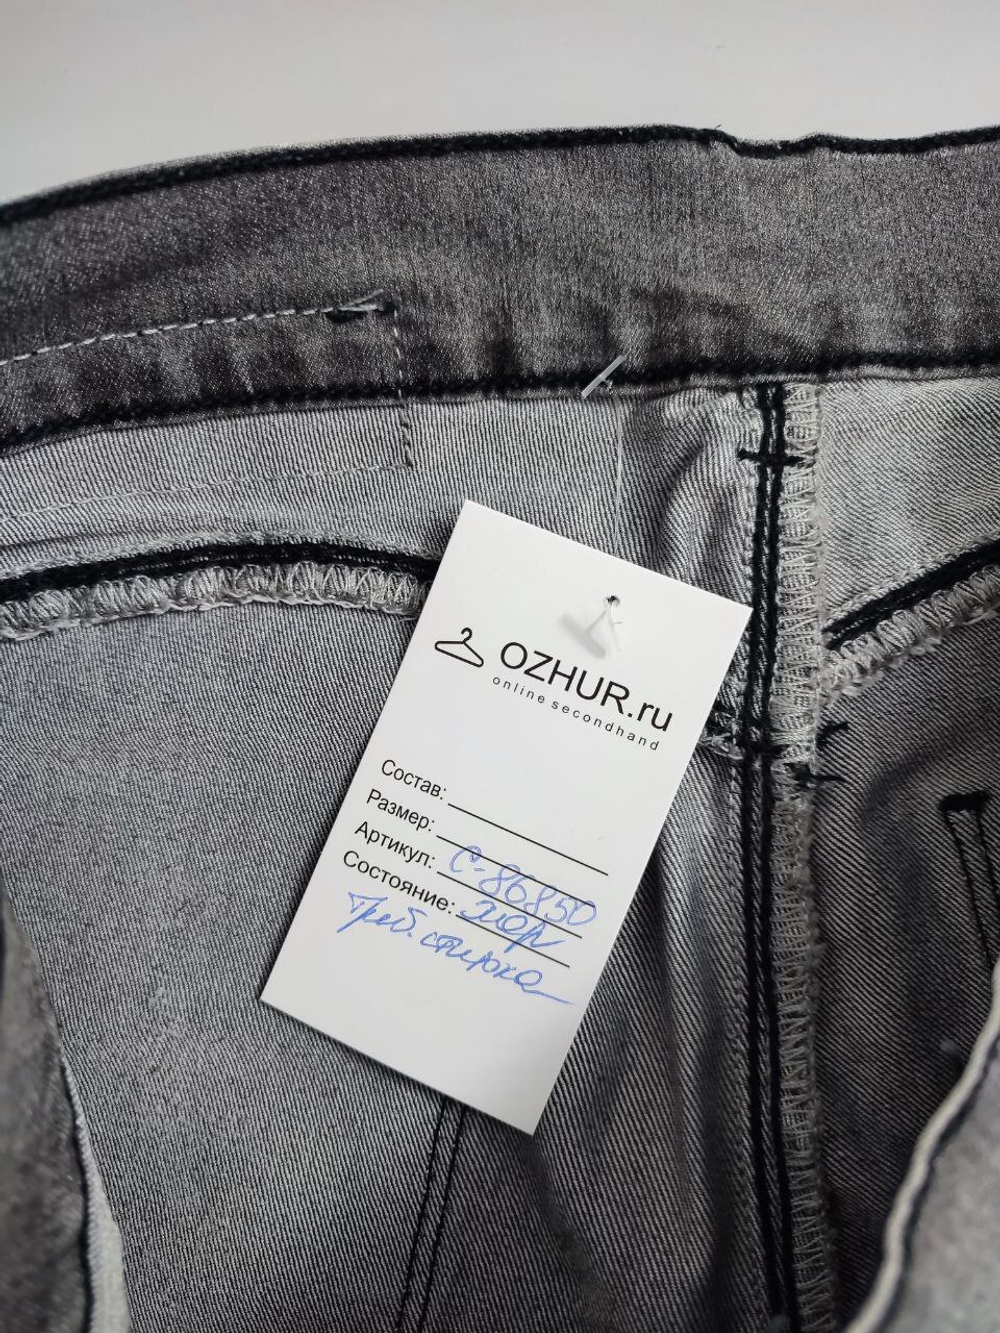 OZHUR.ru
online secondhand
Состав:
Размер:
Артикул: С-86850
Состояние: хор
Треб. стирка